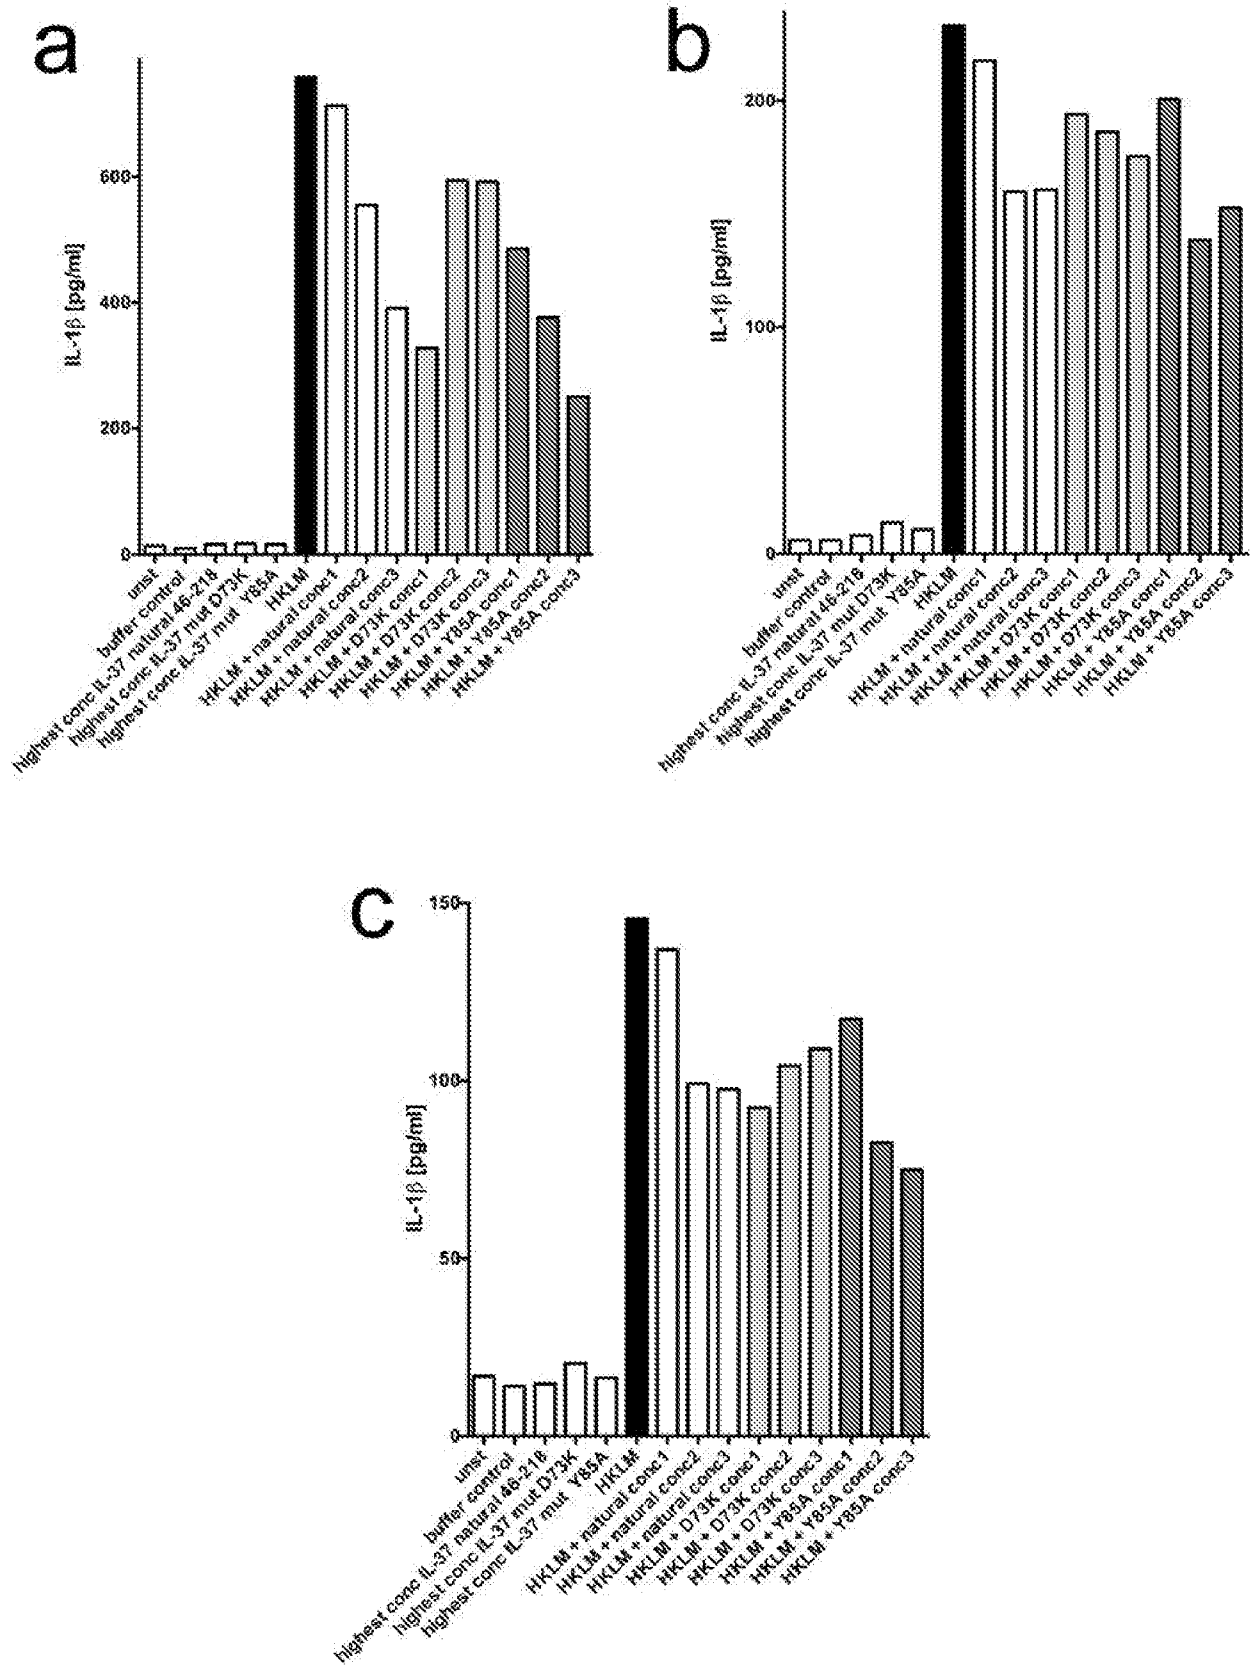 a
IL-1β [pg/ml]
600
400
200
0
unst
buffer control
highest conc IL-37 natural 46-218
highest conc IL-37 mut D73K
highest conc IL-37 mut Y85A
HKLM
HKLM + natural conc1
HKLM + natural conc2
HKLM + natural conc3
HKLM + D73K conc1
HKLM + D73K conc2
HKLM + D73K conc3
HKLM + Y85A conc1
HKLM + Y85A conc2
HKLM + Y85A conc3
b
IL-1β [pg/ml]
200
100
0
unst
buffer control
highest conc IL-37 natural 46-218
highest conc IL-37 mut D73K
highest conc IL-37 mut Y85A
HKLM
HKLM + natural conc1
HKLM + natural conc2
HKLM + natural conc3
HKLM + D73K conc1
HKLM + D73K conc2
HKLM + D73K conc3
HKLM + Y85A conc1
HKLM + Y85A conc2
HKLM + Y85A conc3
c
IL-1β [pg/ml]
150
100
50
0
unst
buffer control
highest conc IL-37 natural 46-218
highest conc IL-37 mut D73K
highest conc IL-37 mut Y85A
HKLM
HKLM + natural conc1
HKLM + natural conc2
HKLM + natural conc3
HKLM + D73K conc1
HKLM + D73K conc2
HKLM + D73K conc3
HKLM + Y85A conc1
HKLM + Y85A conc2
HKLM + Y85A conc3